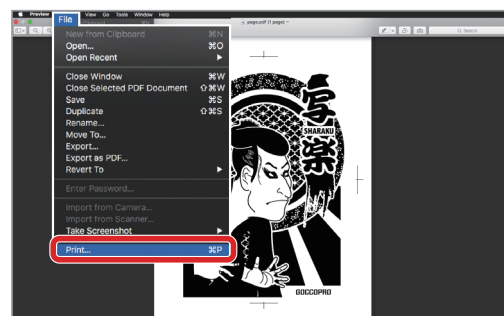 Preview File View Go Tools Window Help
page.pdf (1 page)
Search
New from Clipboard ⌘N
Open... ⌘O
Open Recent ▶
Close Window ⌘W
Close Selected PDF Document ⇧⌘W
Save ⌘S
Duplicate ⇧⌘S
Rename...
Move To...
Export...
Export as PDF...
Revert To ▶
Enter Password...
Import from Camera...
Import from Scanner...
Take Screenshot ▶
Print... ⌘P
写
SHARAKU
楽
GOCCOPRO